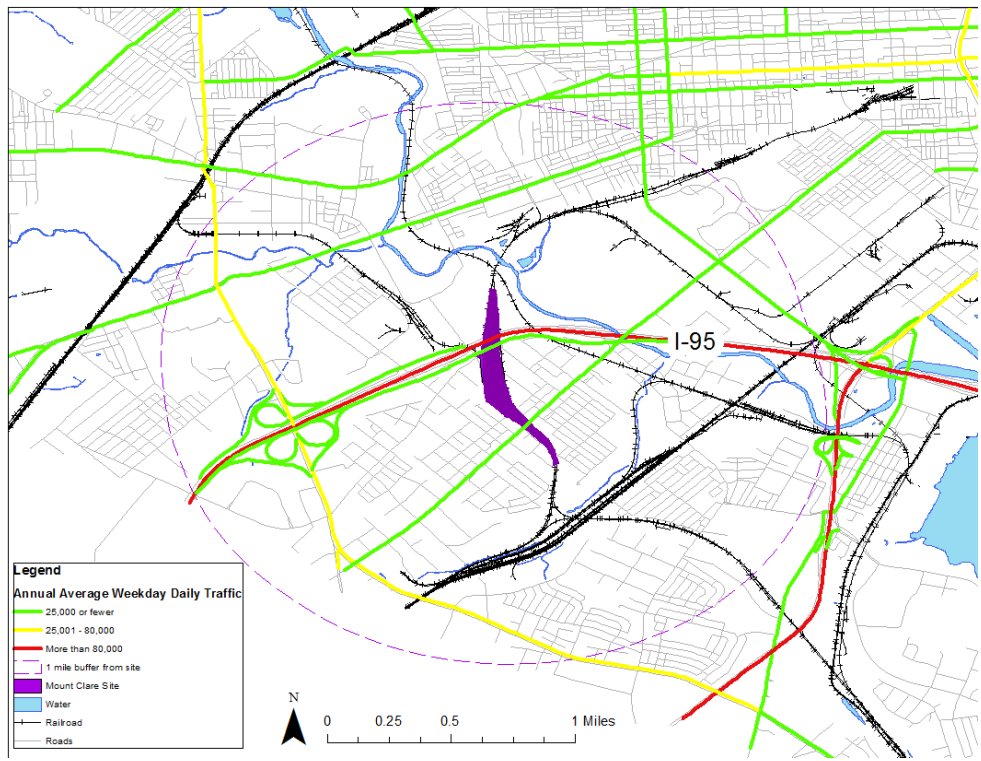 I-95
Legend
Annual Average Weekday Daily Traffic
25,000 or fewer
25,001 - 80,000
More than 80,000
1 mile buffer from site
Mount Clare Site
Water
Railroad
Roads
N
0 0.25 0.5 1 Miles